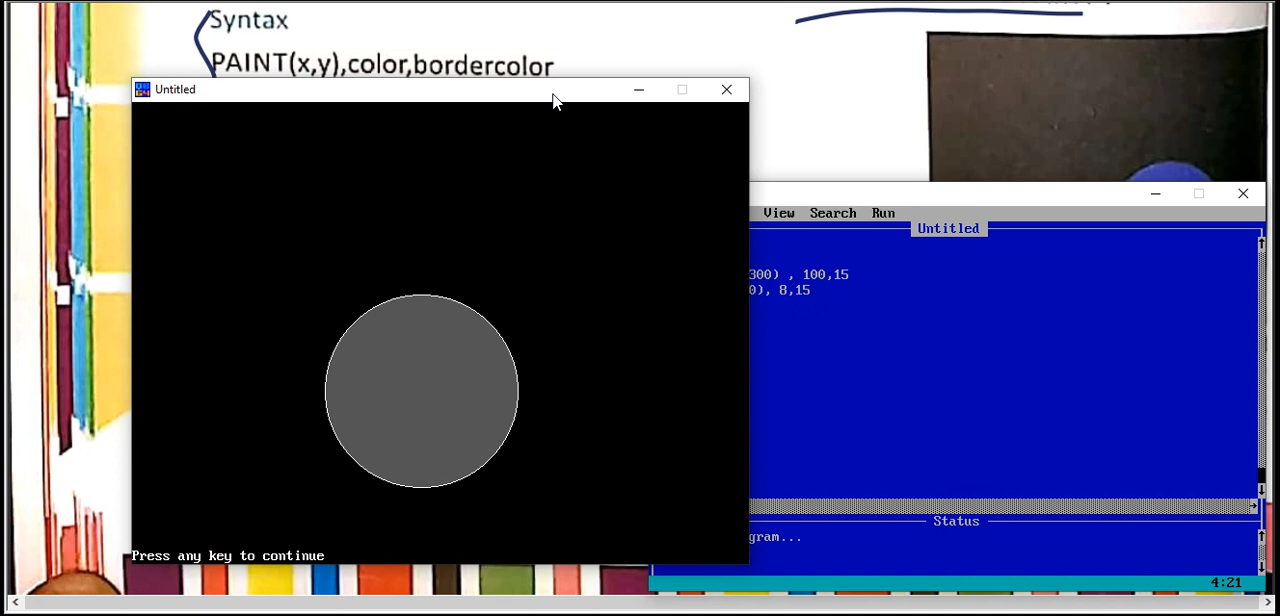 Syntax
PAINT(x,y),color,bordercolor
Untitled
View Search Run
Untitled
300) , 100,15
0), 8,15
Status
gram...
Press any key to continue
4:21